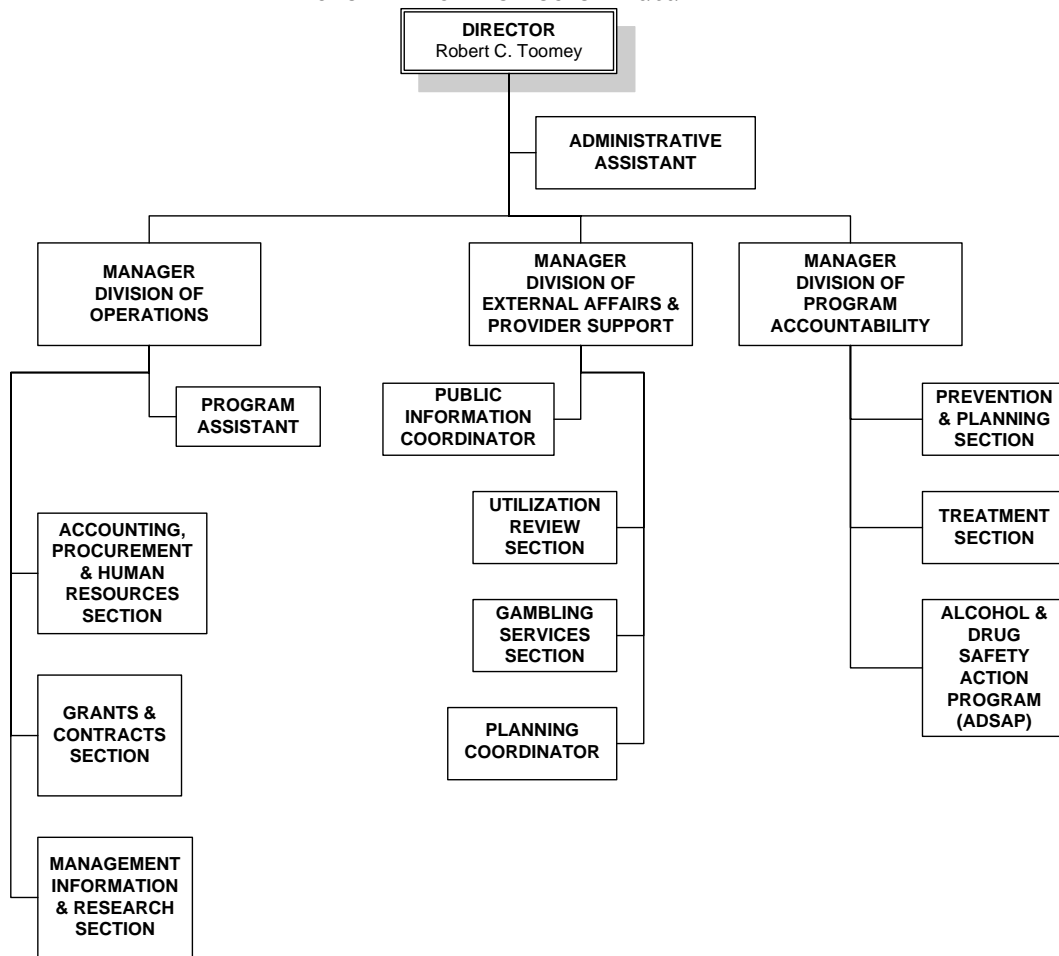 DIRECTOR
Robert C. Toomey
ADMINISTRATIVE
ASSISTANT
MANAGER
DIVISION OF
OPERATIONS
MANAGER
DIVISION OF
EXTERNAL AFFAIRS &
PROVIDER SUPPORT
MANAGER
DIVISION OF
PROGRAM
ACCOUNTABILITY
PROGRAM
ASSISTANT
PUBLIC
INFORMATION
COORDINATOR
PREVENTION
& PLANNING
SECTION
ACCOUNTING,
PROCUREMENT
& HUMAN
RESOURCES
SECTION
UTILIZATION
REVIEW
SECTION
TREATMENT
SECTION
GAMBLING
SERVICES
SECTION
ALCOHOL &
DRUG
SAFETY
ACTION
PROGRAM
(ADSAP)
GRANTS &
CONTRACTS
SECTION
PLANNING
COORDINATOR
MANAGEMENT
INFORMATION
& RESEARCH
SECTION